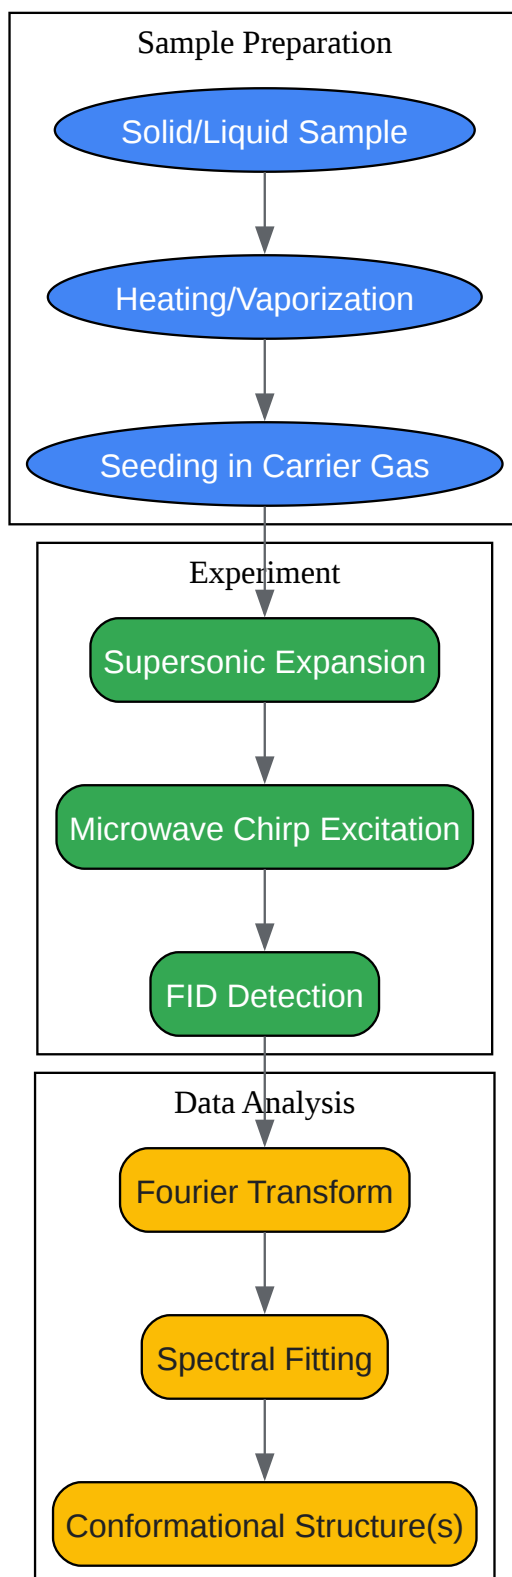 Sample Preparation
Solid/Liquid Sample
Heating/Vaporization
Seeding in Carrier Gas
Experiment
Supersonic Expansion
Microwave Chirp Excitation
FID Detection
Data Analysis
Fourier Transform
Spectral Fitting
Conformational Structure(s)